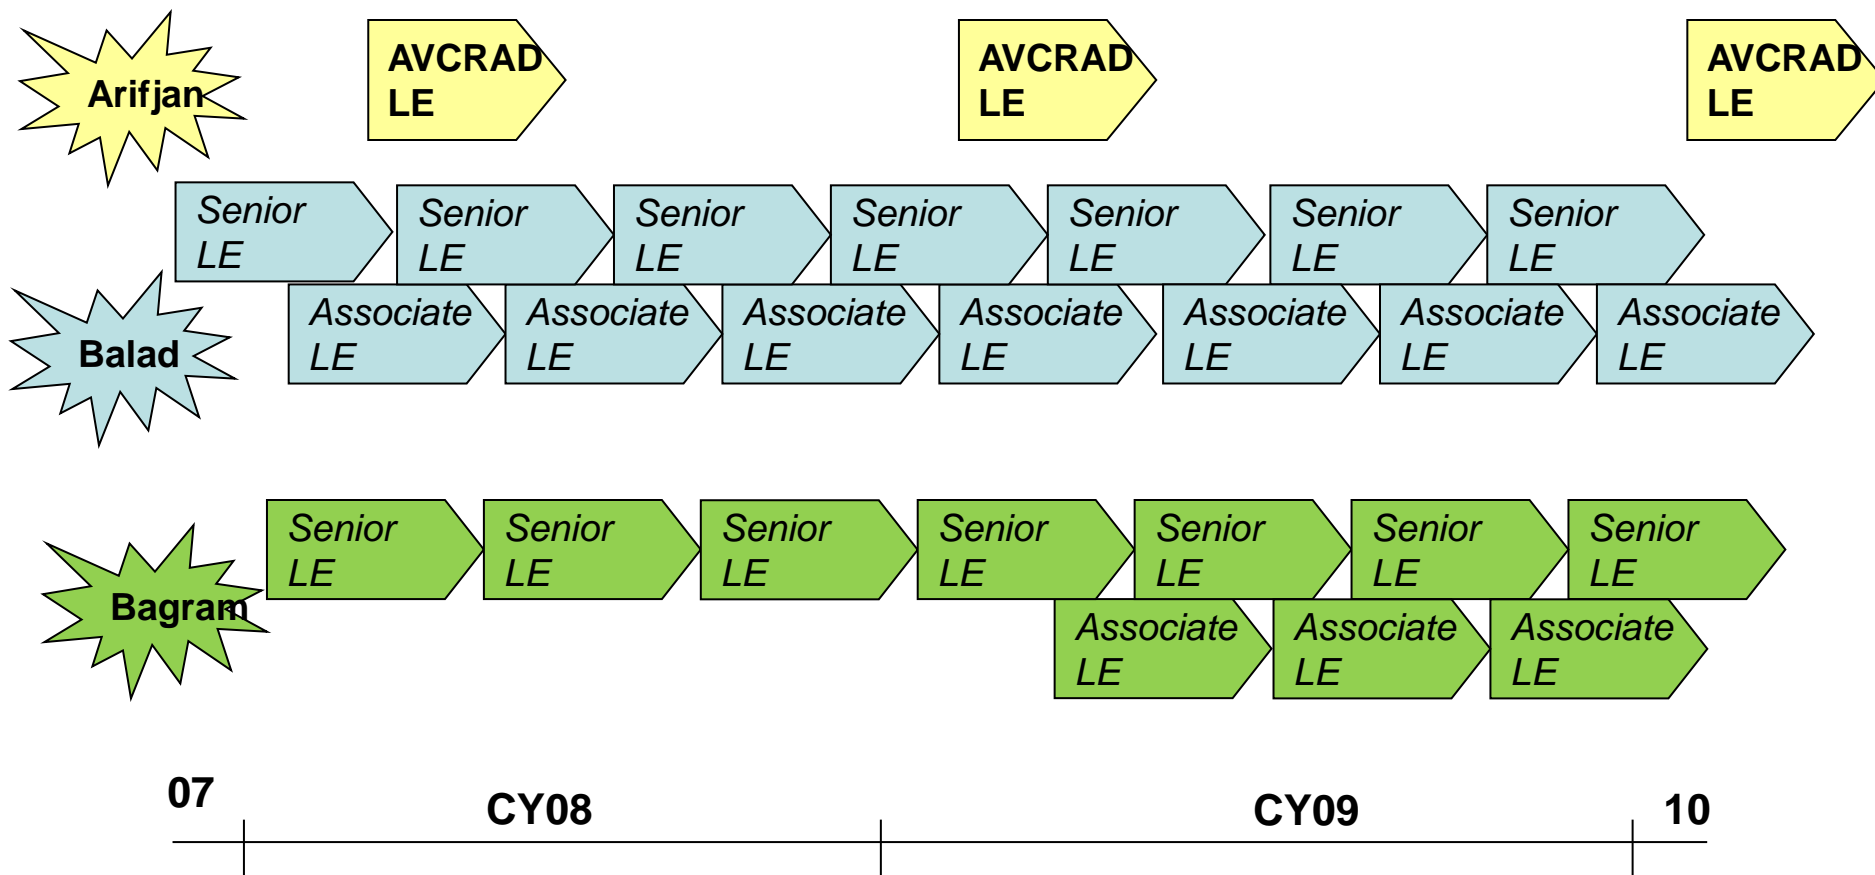 Arifjan
AVCRAD
LE
AVCRAD
LE
AVCRAD
LE
Senior
LE
Senior
LE
Senior
LE
Senior
LE
Senior
LE
Senior
LE
Senior
LE
Balad
Associate
LE
Associate
LE
Associate
LE
Associate
LE
Associate
LE
Associate
LE
Associate
LE
Bagram
Senior
LE
Senior
LE
Senior
LE
Senior
LE
Senior
LE
Senior
LE
Senior
LE
Associate
LE
Associate
LE
Associate
LE
07
CY08
CY09
10